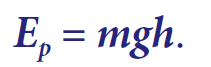 Eₚ = mgh.